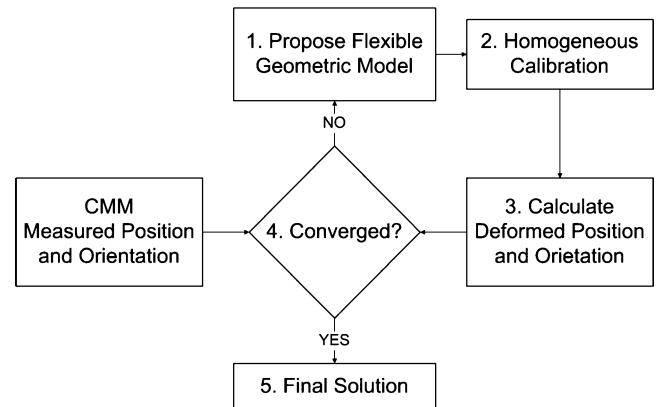 1. Propose Flexible
Geometric Model
2. Homogeneous
Calibration
NO
CMM
Measured Position
and Orientation
4. Converged?
3. Calculate
Deformed Position
and Orietation
YES
5. Final Solution